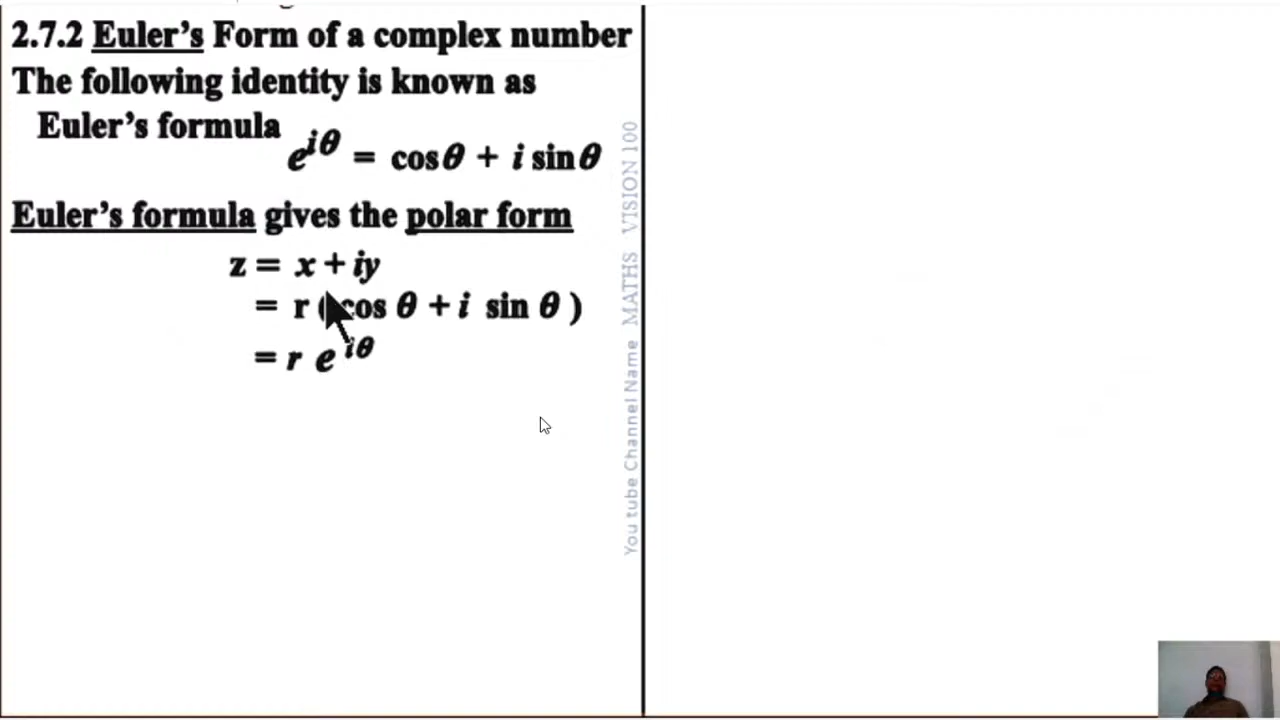 2.7.2 Euler's Form of a complex number
The following identity is known as
Euler's formula
e^{iθ} = cosθ + i sinθ
Euler's formula gives the polar form
z = x + iy
= r ( cos θ + i sin θ )
= r e^{iθ}
You tube Channel Name MATHS VISION 100